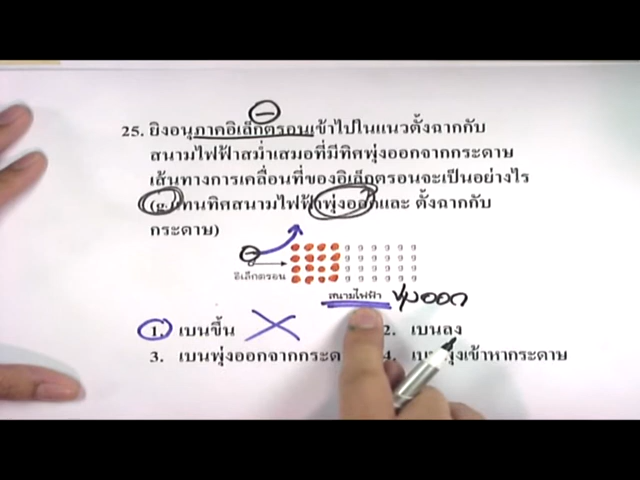 25. ยิงอนุภาคอิเล็กตรอนเข้าไปในแนวตั้งฉากกับ
สนามไฟฟ้าสม่ำเสมอที่มีทิศพุ่งออกจากกระดาษ
เส้นทางการเคลื่อนที่ของอิเล็กตรอนจะเป็นอย่างไร
(g แทนทิศสนามไฟฟ้าพุ่งออกและ ตั้งฉากกับ
กระดาษ)
อิเล็กตรอน
สนามไฟฟ้า พุ่งออก
1. เบนขึ้น 2. เบนลง
3. เบนพุ่งออกจากกระด 4. เบนพุ่งเข้าหากระดาษ